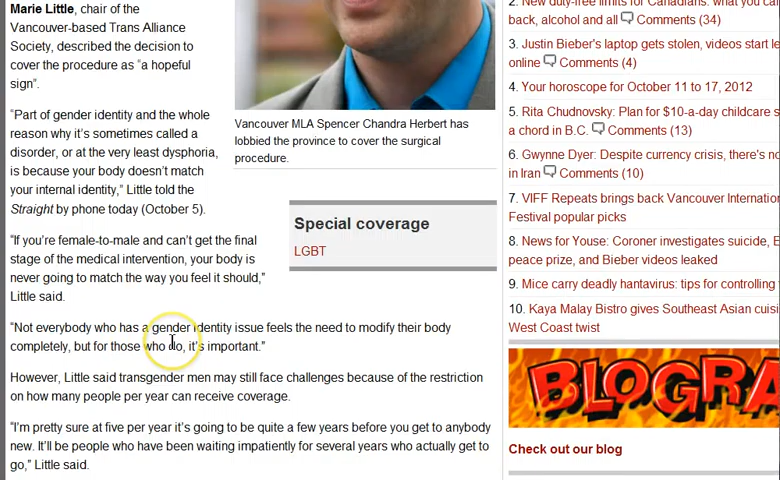 Marie Little, chair of the
Vancouver-based Trans Alliance
Society, described the decision to
cover the procedure as “a hopeful
sign”.
“Part of gender identity and the whole
reason why it’s sometimes called a
disorder, or at the very least dysphoria,
is because your body doesn’t match
your internal identity,” Little told the
Straight by phone today (October 5).
“If you’re female-to-male and can’t get the final
stage of the medical intervention, your body is
never going to match the way you feel it should,”
Little said.
“Not everybody who has a gender identity issue feels the need to modify their body
completely, but for those who do, it’s important.”
However, Little said transgender men may still face challenges because of the restriction
on how many people per year can receive coverage.
“I’m pretty sure at five per year it’s going to be quite a few years before you get to anybody
new. It’ll be people who have been waiting impatiently for several years who actually get to
go,” Little said.
Vancouver MLA Spencer Chandra Herbert has
lobbied the province to cover the surgical
procedure.
Special coverage
LGBT
2. New duty-free limits for Canadians: what you ca
back, alcohol and all Comments (34)
3. Justin Bieber's laptop gets stolen, videos start le
online Comments (4)
4. Your horoscope for October 11 to 17, 2012
5. Rita Chudnovsky: Plan for $10-a-day childcare s
a chord in B.C. Comments (13)
6. Gwynne Dyer: Despite currency crisis, there's no
in Iran Comments (10)
7. VIFF Repeats brings back Vancouver Internation
Festival popular picks
8. News for Youse: Coroner investigates suicide, E
peace prize, and Bieber videos leaked
9. Mice carry deadly hantavirus: tips for controlling
10. Kaya Malay Bistro gives Southeast Asian cuisi
West Coast twist
BLOGRA
Check out our blog